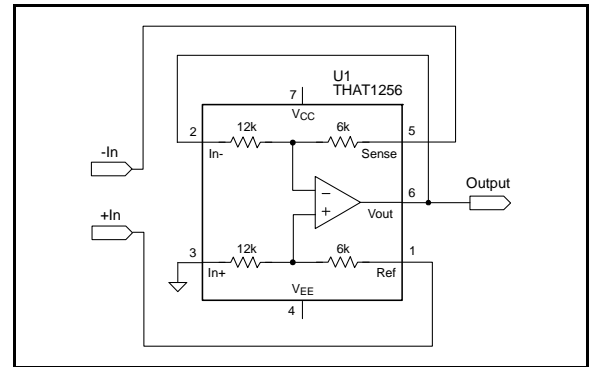 U1
THAT1256
7
VCC
12k
6k
2
5
In-
Sense
-In
−
Output
6
+
Vout
+In
3
12k
6k
1
In+
Ref
VEE
4